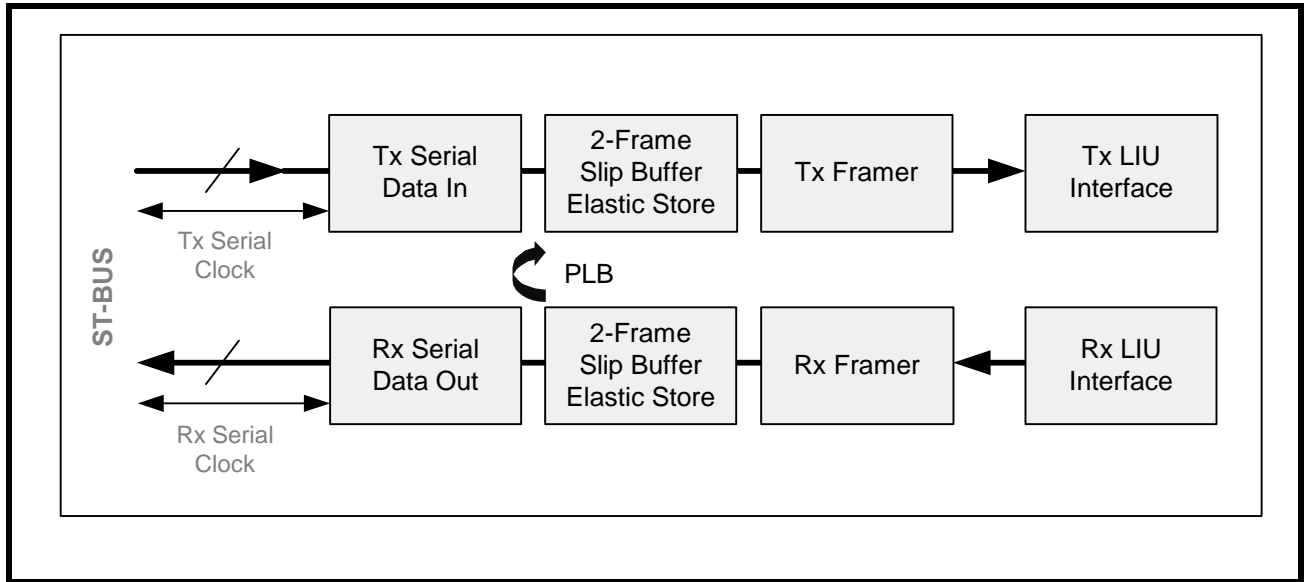 Tx Serial
Data In
2-Frame
Slip Buffer
Elastic Store
Tx Framer
Tx LIU
Interface
Tx Serial
Clock
ST-BUS
PLB
Rx Serial
Data Out
2-Frame
Slip Buffer
Elastic Store
Rx Framer
Rx LIU
Interface
Rx Serial
Clock